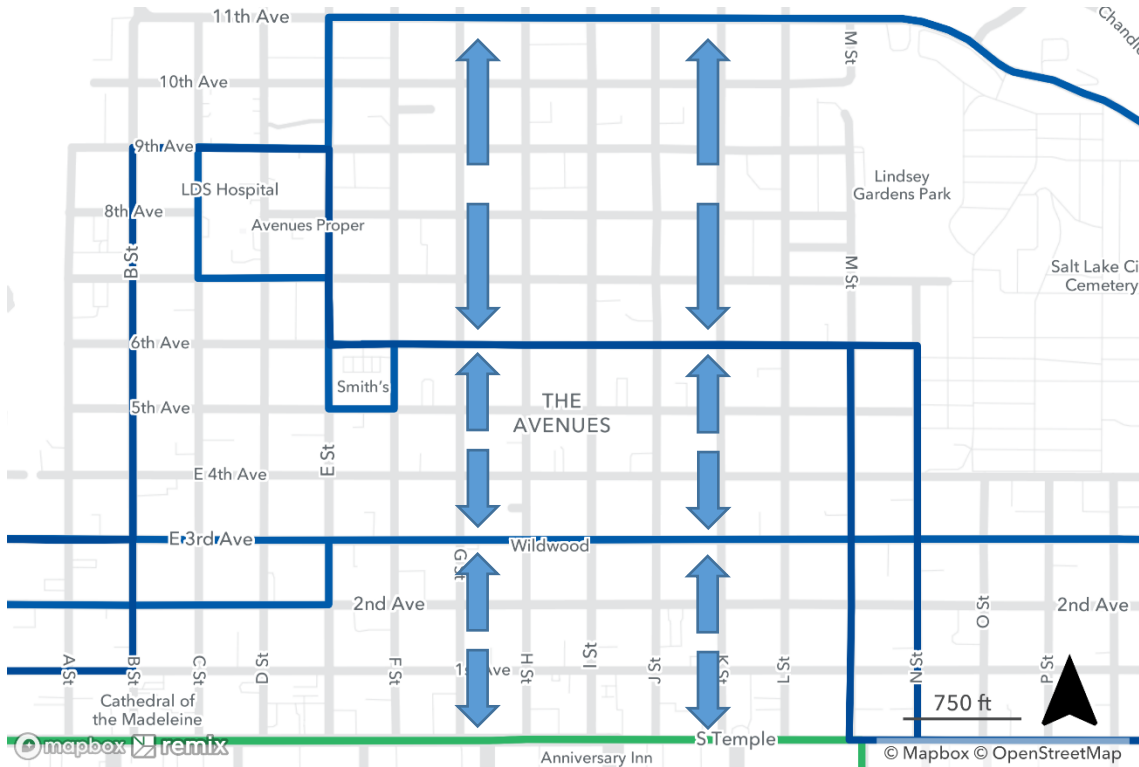 11th Ave
Chandle
M St
10th Ave
9th Ave
LDS Hospital
Lindsey
Gardens Park
8th Ave
Avenues Proper
B St
M St
Salt Lake Ci
Cemetery
6th Ave
Smith's
5th Ave
THE
AVENUES
E St
E 4th Ave
E 3rd Ave
Wildwood
G St
2nd Ave
O St
2nd Ave
A St
B St
C St
D St
F St
1s Ave
H St
I St
J St
K St
L St
N St
P St
Cathedral of
the Madeleine
750 ft
mapbox remix
S Temple
Anniversary Inn
© Mapbox © OpenStreetMap